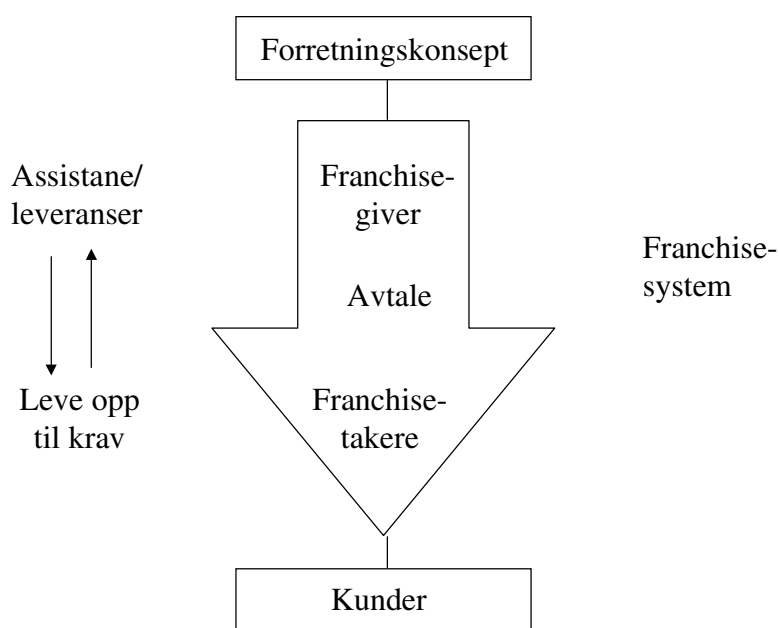 Forretningskonsept
Assistane/
leveranser
Franchise-
giver
Franchise-
system
Avtale
Leve opp
til krav
Franchise-
takere
Kunder